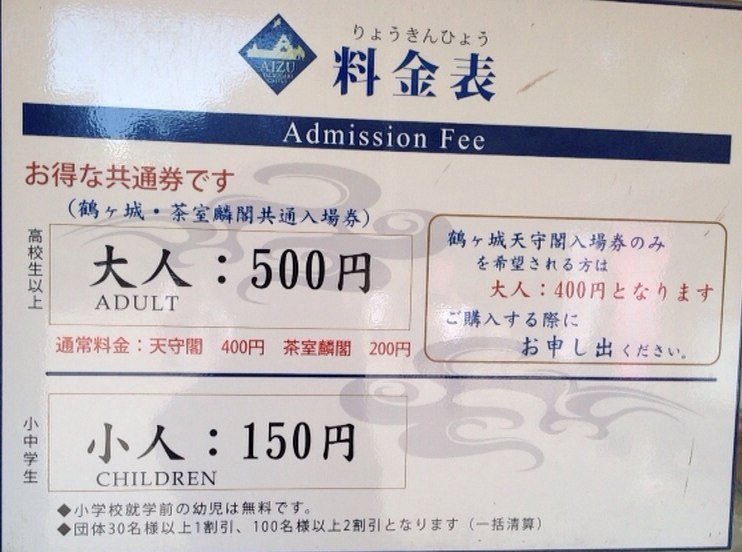 りょうきんひょう
AIZU
料金表
Admission Fee
お得な共通券です
(鶴ヶ城・茶室麟閣共通入場券)
高校生以上
大人:500円
ADULT
通常料金:天守閣 400円 茶室麟閣 200円
鶴ヶ城天守閣入場券のみ
を希望される方は
大人:400円となります
ご購入する際に
お申し出ください。
小中学生
小人:150円
CHILDREN
◆小学校就学前の幼児は無料です。
◆団体30名様以上1割引、100名様以上2割引となります(一括清算)